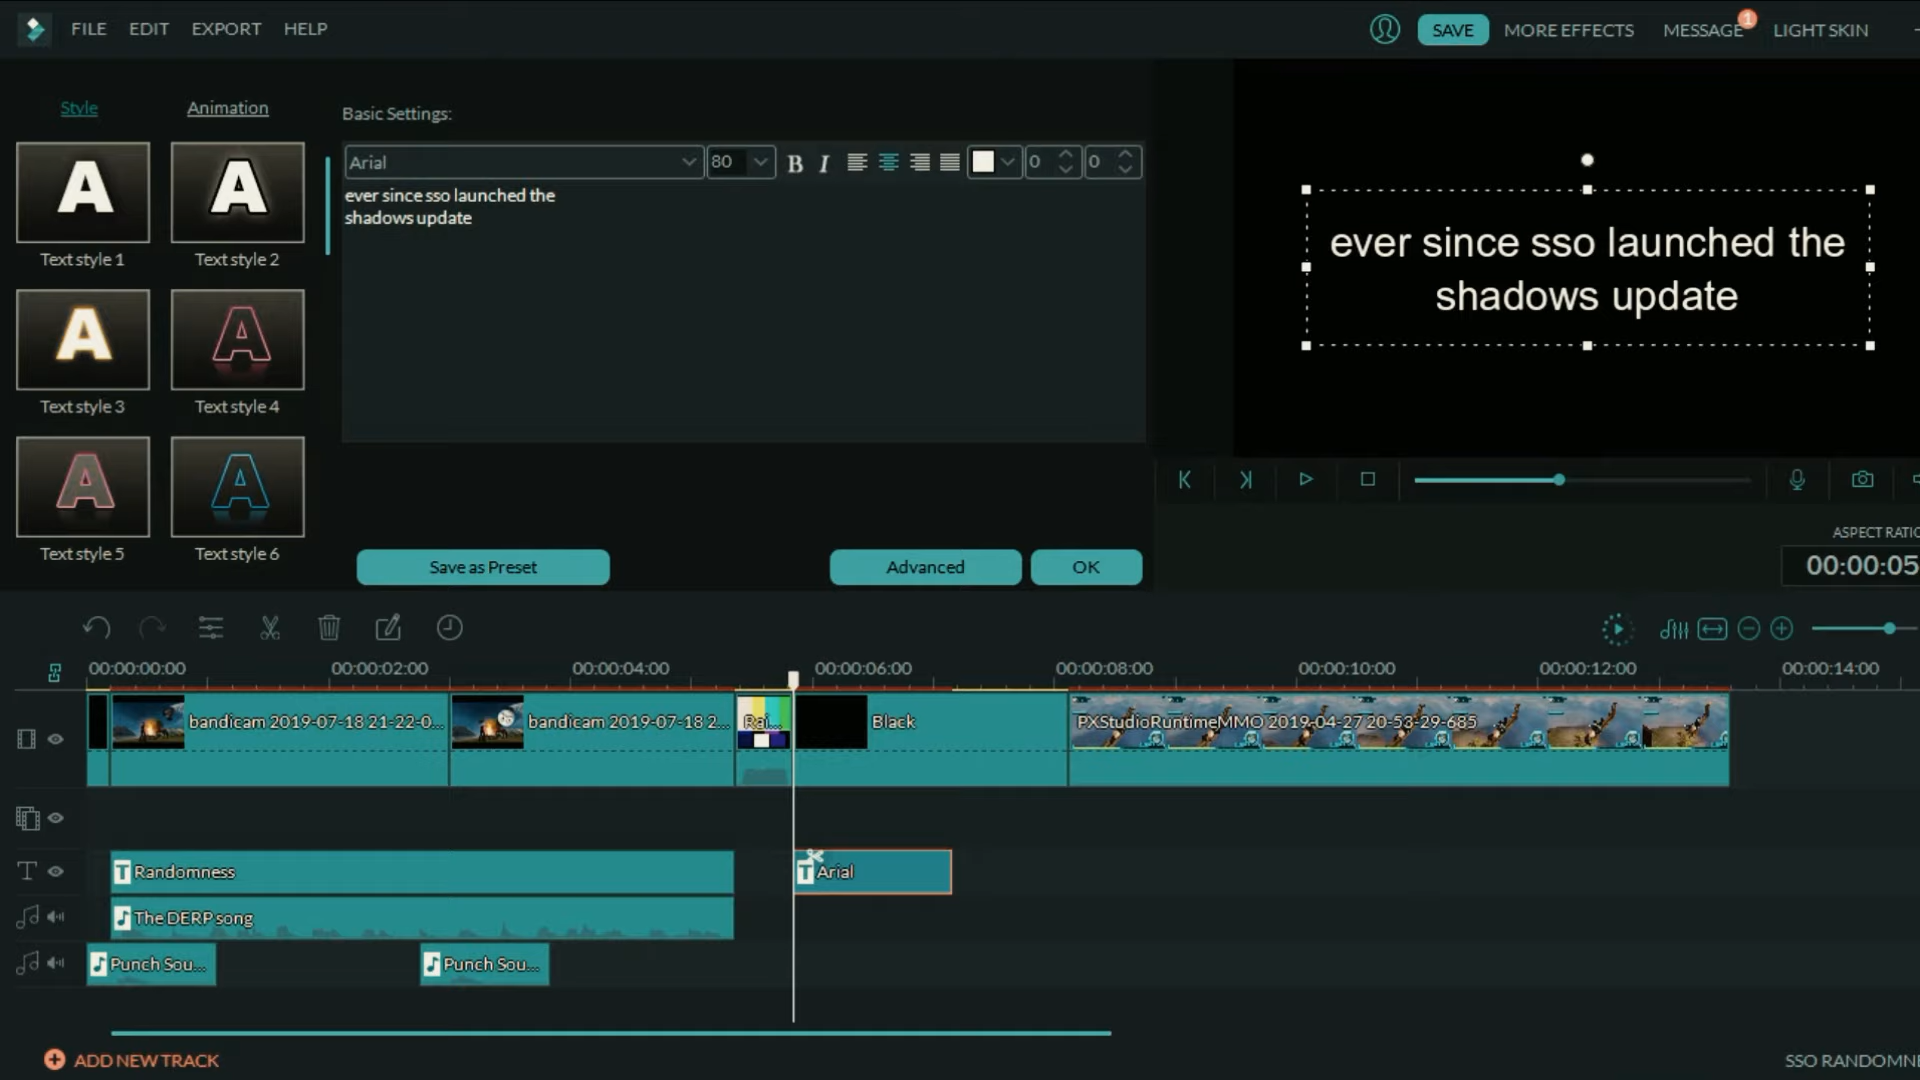 FILE EDIT EXPORT HELP
SAVE MORE EFFECTS MESSAGE 1 LIGHT SKIN
Style Animation
Basic Settings:
Arial 80 B I 0 0
ever since sso launched the
shadows update
A Text style 1
A Text style 2
A Text style 3
A Text style 4
A Text style 5
A Text style 6
Save as Preset Advanced OK
ever since sso launched the
shadows update
ASPECT RATIO
00:00:05
00:00:00:00 00:00:02:00 00:00:04:00 00:00:06:00 00:00:08:00 00:00:10:00 00:00:12:00 00:00:14:00
bandicam 2019-07-18 21-22-0... bandicam 2019-07-18 2... Rai... Black PXStudioRuntimeMMO 2019-04-27 20-53-29-685
T T Randomness T Arial
The DERP song
Punch Sou... Punch Sou...
ADD NEW TRACK
SSO RANDOMNE